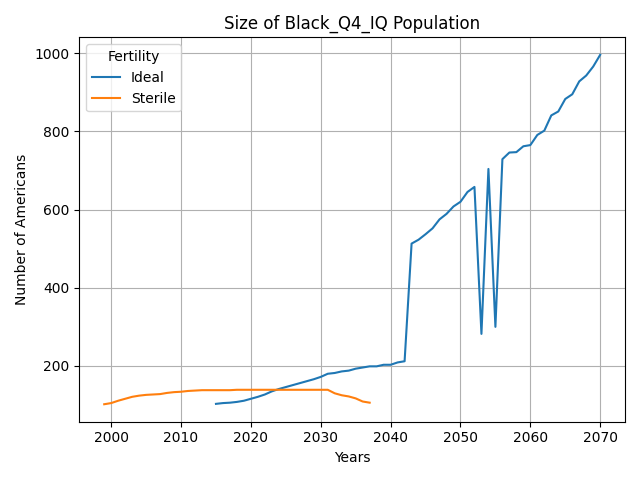 Size of Black_Q4_IQ Population
Fertility
Ideal
Sterile
Number of Americans
1000
800
600
400
200
2000
2010
2020
2030
2040
2050
2060
2070
Years